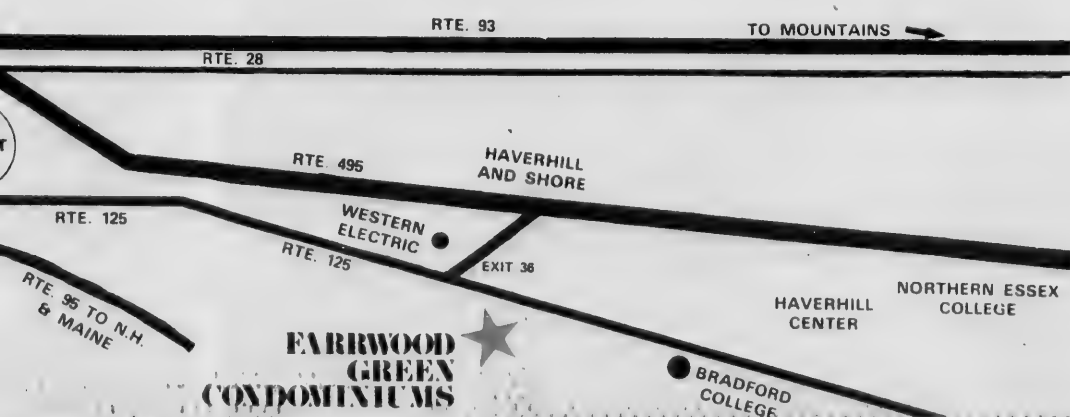 RTE. 93
TO MOUNTAINS
RTE. 28
RTE. 495
HAVERHILL
AND SHORE
RTE. 125
WESTERN
ELECTRIC
RTE. 125
EXIT 36
RTE. 95 TO N.H.
& MAINE
HAVERHILL
CENTER
NORTHERN ESSEX
COLLEGE
FARRWOOD
GREEN
CONDOMINIUMS
BRADFORD
COLLEGE